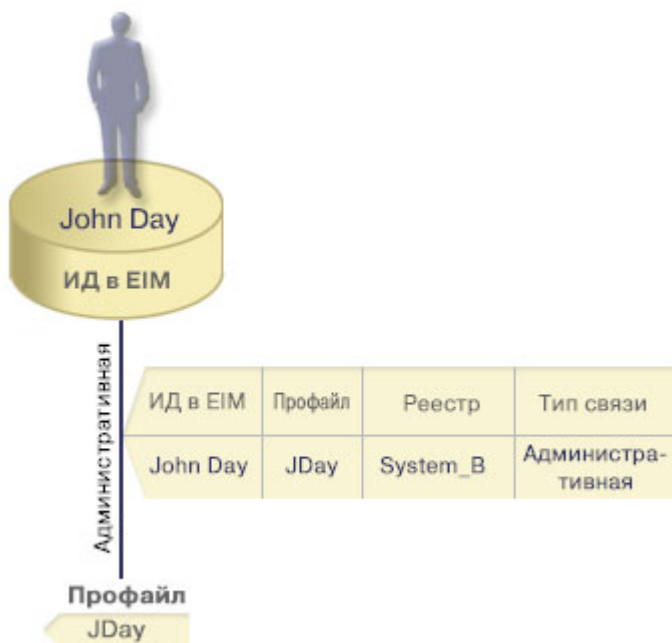 John Day
ИД в EIM
Административная
ИД в EIM Профайл Реестр Тип связи
John Day JDay System_B Администра-
тивная
Профайл
JDay